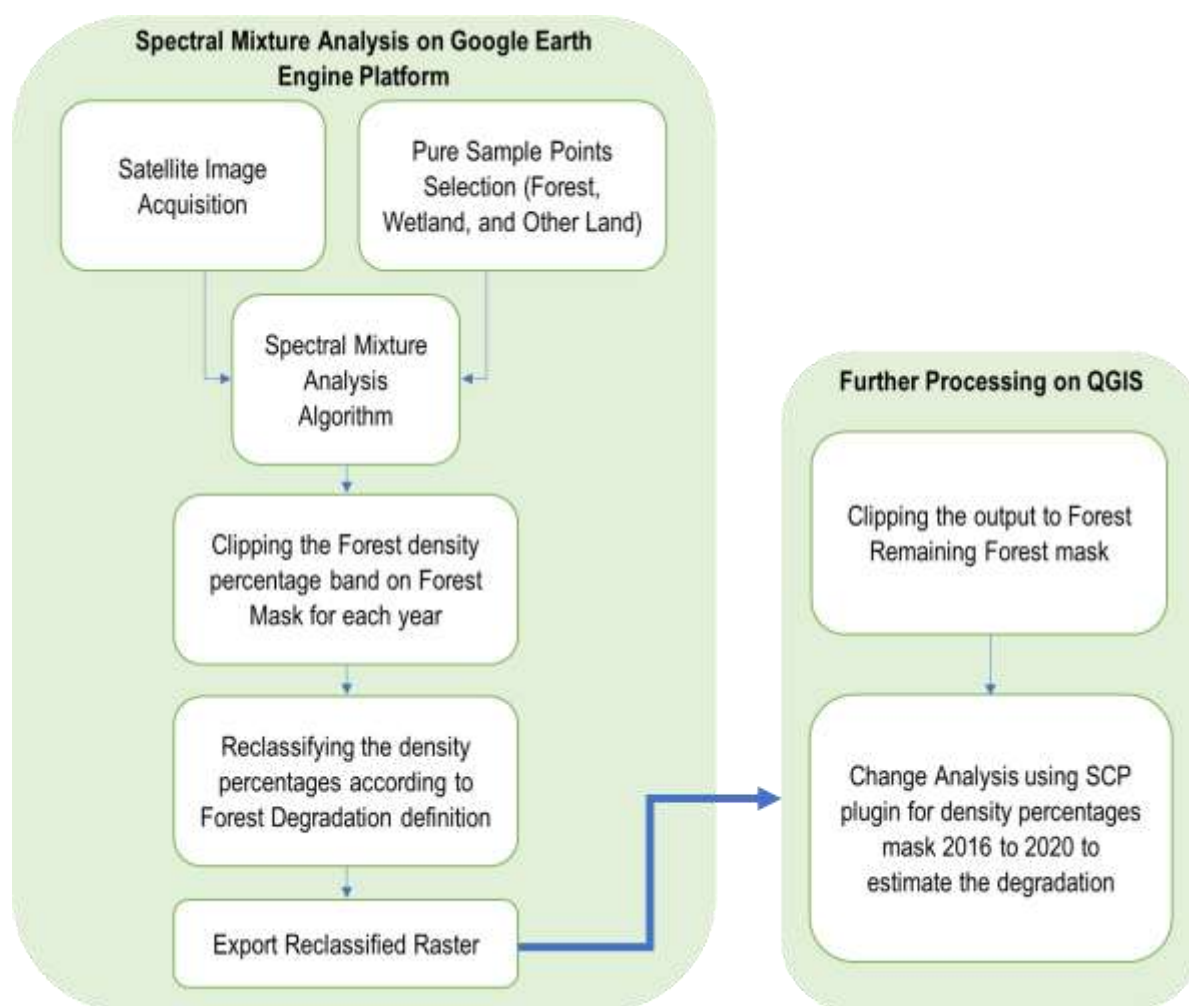 Spectral Mixture Analysis on Google Earth
Engine Platform
Satellite Image
Acquisition
Pure Sample Points
Selection (Forest,
Wetland, and Other Land)
Spectral Mixture
Analysis
Algorithm
Clipping the Forest density
percentage band on Forest
Mask for each year
Reclassifying the density
percentages according to
Forest Degradation definition
Export Reclassified Raster
Further Processing on QGIS
Clipping the output to Forest
Remaining Forest mask
Change Analysis using SCP
plugin for density percentages
mask 2016 to 2020 to
estimate the degradation